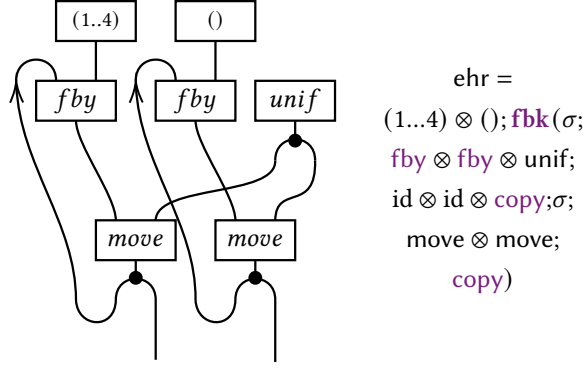 (1..4)
()
fby
fby
unif
move
move
ehr =
(1...4) ⊗ (); fbk(σ;
fby ⊗ fby ⊗ unif;
id ⊗ id ⊗ copy;σ;
move ⊗ move;
copy)